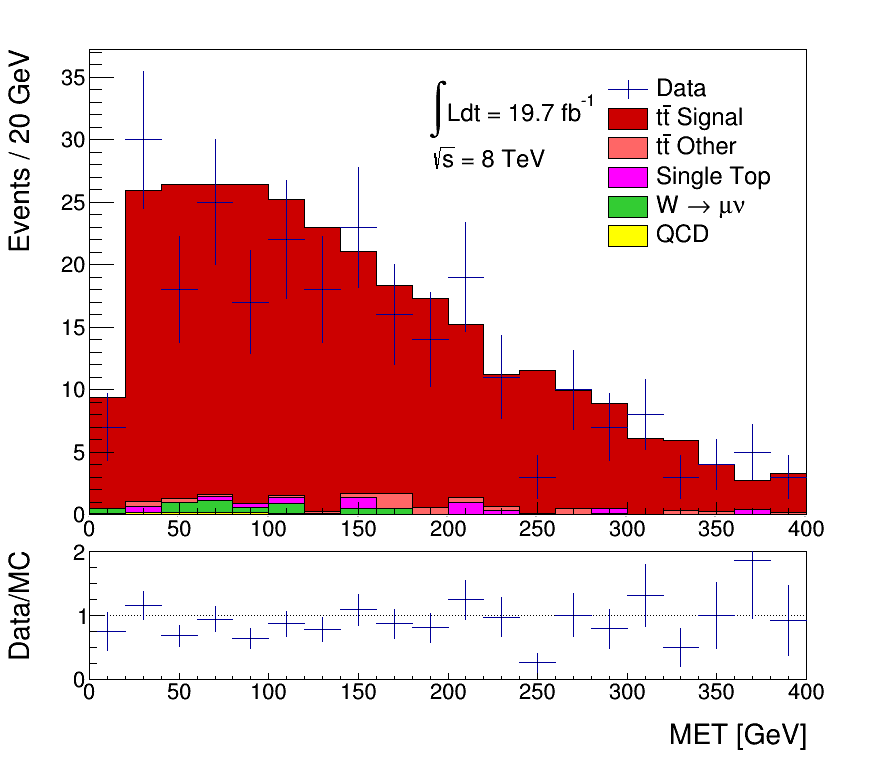 Events / 20 GeV
35
30
25
20
15
10
5
0
∫Ldt = 19.7 fb⁻¹
√s = 8 TeV
Data
tt̄ Signal
tt̄ Other
Single Top
W → μν
QCD
0 50 100 150 200 250 300 350 400
Data/MC
2
1
0
0 50 100 150 200 250 300 350 400
MET [GeV]